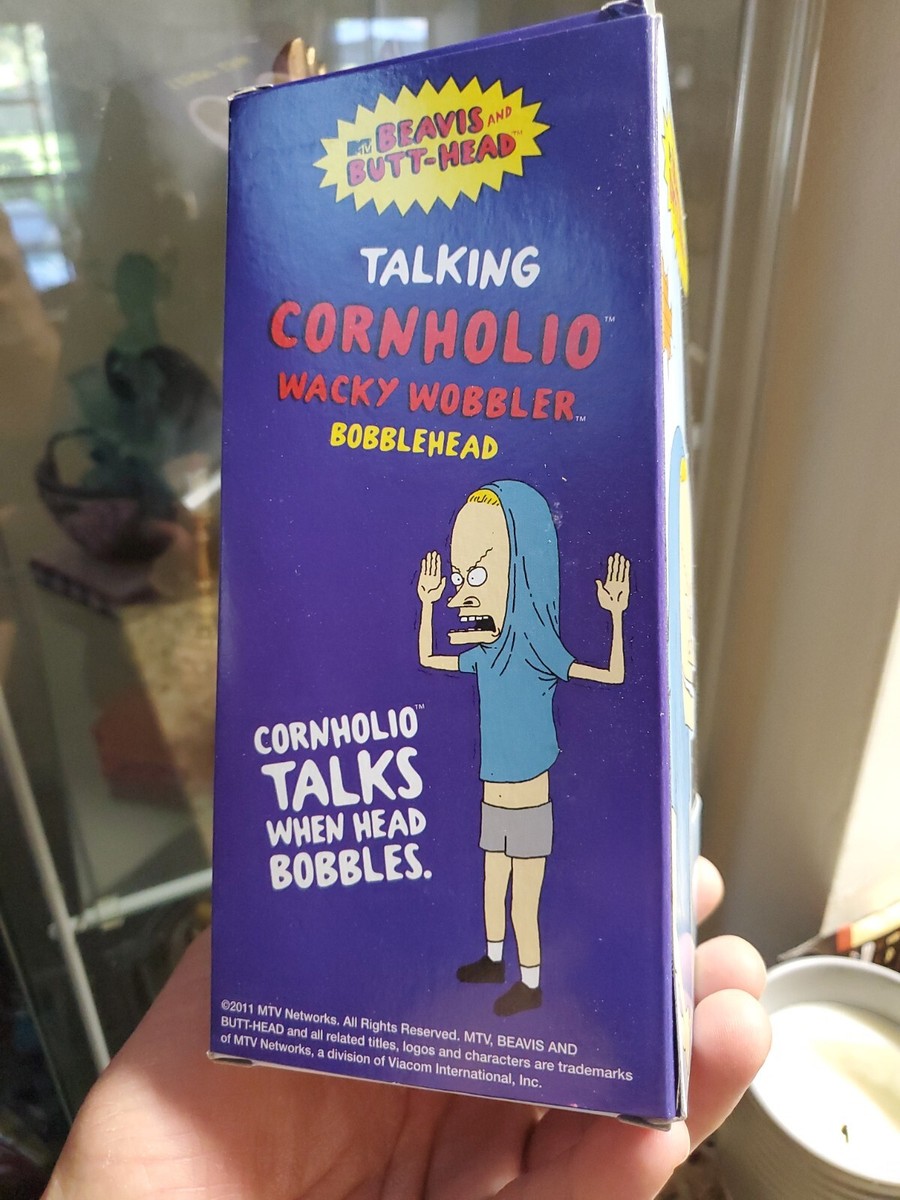 MTV BEAVIS AND
BUTT-HEAD™
TALKING
CORNHOLIO™
WACKY WOBBLER™
BOBBLEHEAD
CORNHOLIO™
TALKS
WHEN HEAD
BOBBLES.
©2011 MTV Networks. All Rights Reserved. MTV, BEAVIS AND
BUTT-HEAD and all related titles, logos and characters are trademarks
of MTV Networks, a division of Viacom International, Inc.